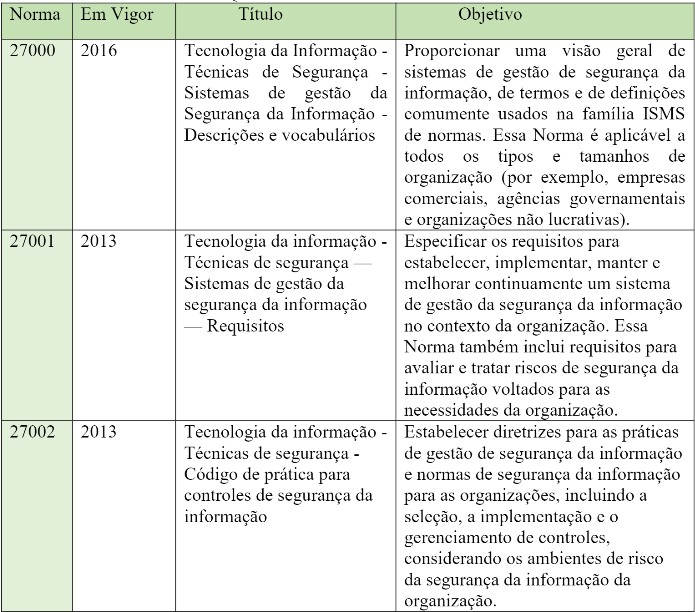 Norma Em Vigor Título Objetivo
27000 2016
Tecnologia da Informação -
Técnicas de Segurança -
Sistemas de gestão da
Segurança da Informação -
Descrições e vocabulários
Proporcionar uma visão geral de
sistemas de gestão de segurança da
informação, de termos e de definições
comumente usados na família ISMS
de normas. Essa Norma é aplicável a
todos os tipos e tamanhos de
organização (por exemplo, empresas
comerciais, agências governamentais
e organizações não lucrativas).
27001 2013
Tecnologia da informação -
Técnicas de segurança —
Sistemas de gestão da
segurança da informação
— Requisitos
Especificar os requisitos para
estabelecer, implementar, manter e
melhorar continuamente um sistema
de gestão da segurança da informação
no contexto da organização. Essa
Norma também inclui requisitos para
avaliar e tratar riscos de segurança da
informação voltados para as
necessidades da organização.
27002 2013
Tecnologia da informação -
Técnicas de segurança -
Código de prática para
controles de segurança da
informação
Estabelecer diretrizes para as práticas
de gestão de segurança da informação
e normas de segurança da informação
para as organizações, incluindo a
seleção, a implementação e o
gerenciamento de controles,
considerando os ambientes de risco
da segurança da informação da
organização.